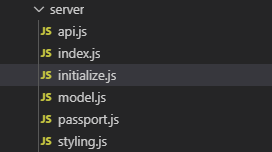 server
JS api.js
JS index.js
JS initialize.js
JS model.js
JS passport.js
JS styling.js